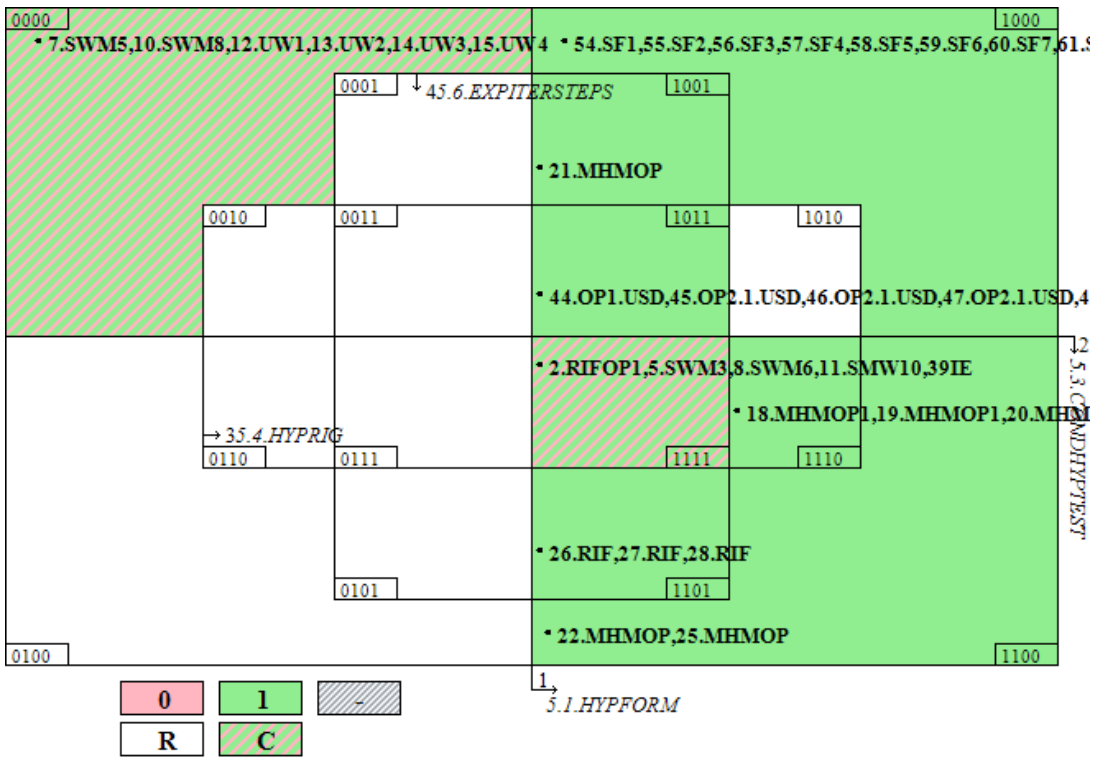 0000 1000
7.SWM5,10.SWM8,12.UW1,13.UW2,14.UW3,15.UW4 54.SF1,55.SF2,56.SF3,57.SF4,58.SF5,59.SF6,60.SF7,61.S
0001 45.6.EXPITERSTEPS 1001
21.MHMOP
0010 0011 1011 1010
44.OP1.USD,45.OP2.1.USD,46.OP2.1.USD,47.OP2.1.USD,4
2
5.3.CONDHYPTEST
2.RIFOP1,5.SWM3,8.SWM6,11.SMW10,39IE
18.MHMOP1,19.MHMOP1,20.MHM
35.4.HYPRIG
0110 0111 1111 1110
26.RIF,27.RIF,28.RIF
0101 1101
22.MHMOP,25.MHMOP
0100 1100
1
5.1.HYPFORM
0 1 -
R C